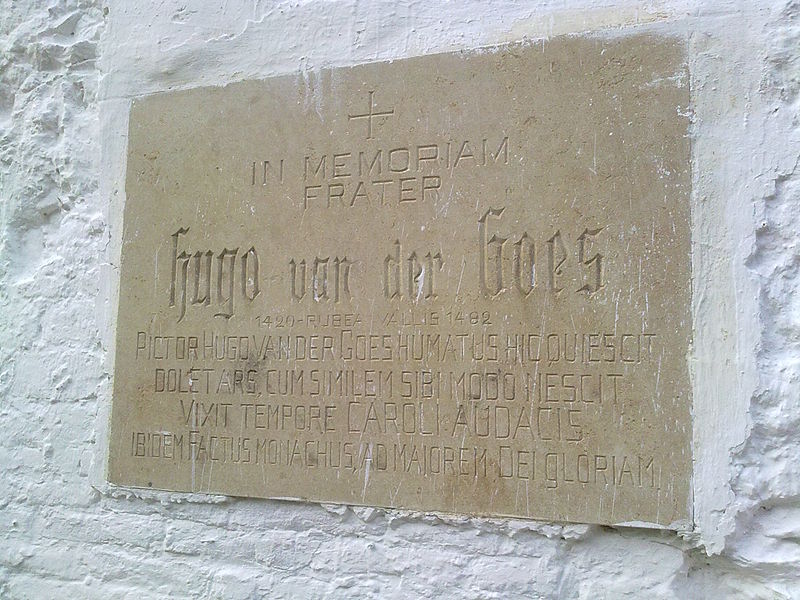 IN MEMORIAM
FRATER
Hugo van der Goes
1420-RUBEA VALLIS 1482
PICTOR HUGO VAN DER GOES HUMATUS HIC QUIESCIT
DOLET ARS, CUM SIMILEM SIBI MODO NESCIT
VIXIT TEMPORE CAROLI AUDACIS
IBIDEM FACTUS MONACHUS, AD MAIOREM DEI GLORIAM.